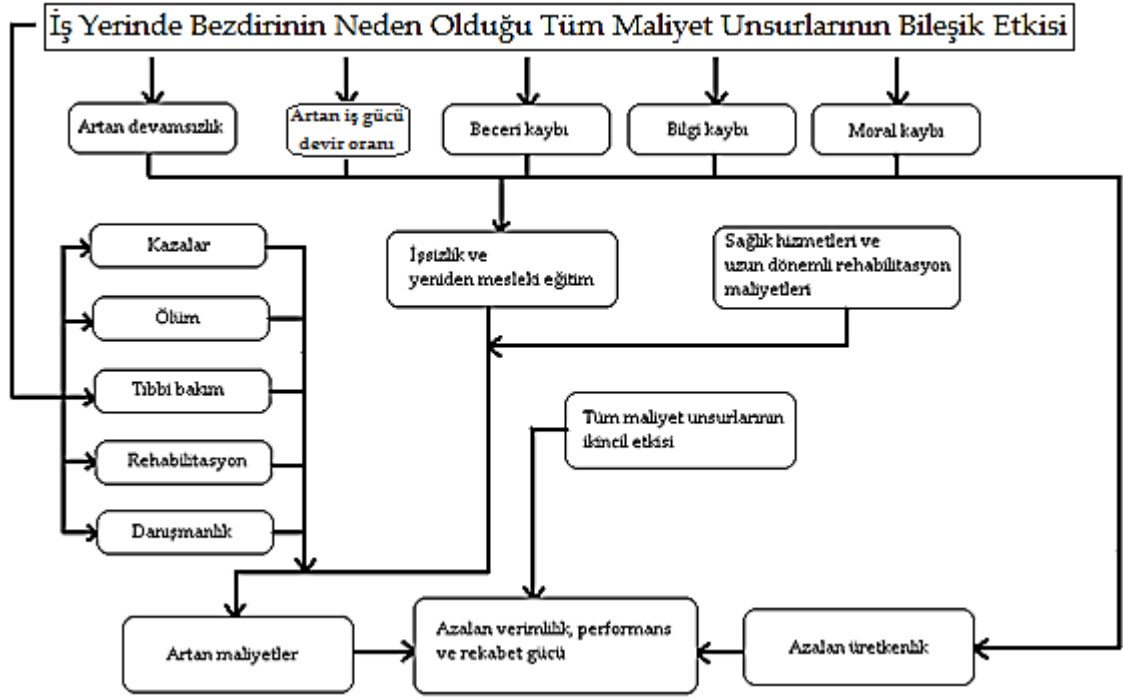 İş Yerinde Bezdirinin Neden Olduğu Tüm Maliyet Unsurlarının Bileşik Etkisi
Artan devamsızlık
Artan iş gücü
devir oranı
Beceri kaybı
Bilgi kaybı
Moral kaybı
Kazalar
Ölüm
Tıbbi bakım
Rehabilitasyon
Danışmanlık
İşsizlik ve
yeniden mesleki eğitim
Sağlık hizmetleri ve
uzun dönemli rehabilitasyon
maliyetleri
Tüm maliyet unsurlarının
ikincil etkisi
Artan maliyetler
Azalan verimlilik, performans
ve rekabet gücü
Azalan üretkenlik